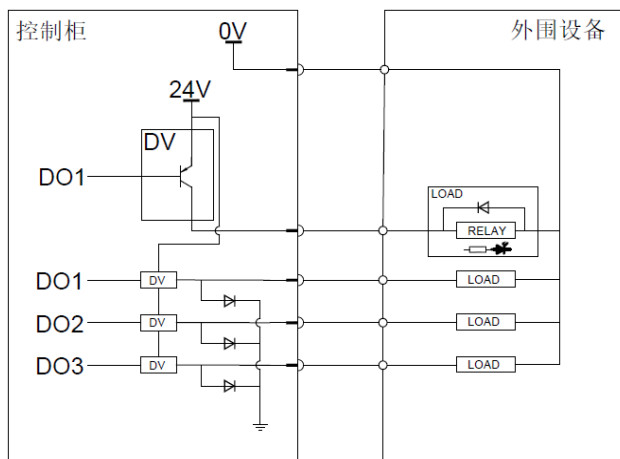 控制柜
0V
外围设备
24V
DV
DO1
LOAD
RELAY
DO1
DV
LOAD
DO2
DV
LOAD
DO3
DV
LOAD